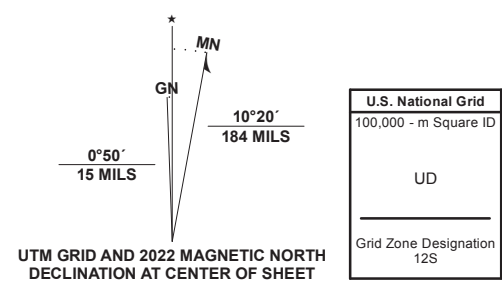 ★
MN
GN
10°20´
184 MILS
0°50´
15 MILS
UTM GRID AND 2022 MAGNETIC NORTH
DECLINATION AT CENTER OF SHEET
U.S. National Grid
100,000 - m Square ID
UD
Grid Zone Designation
12S